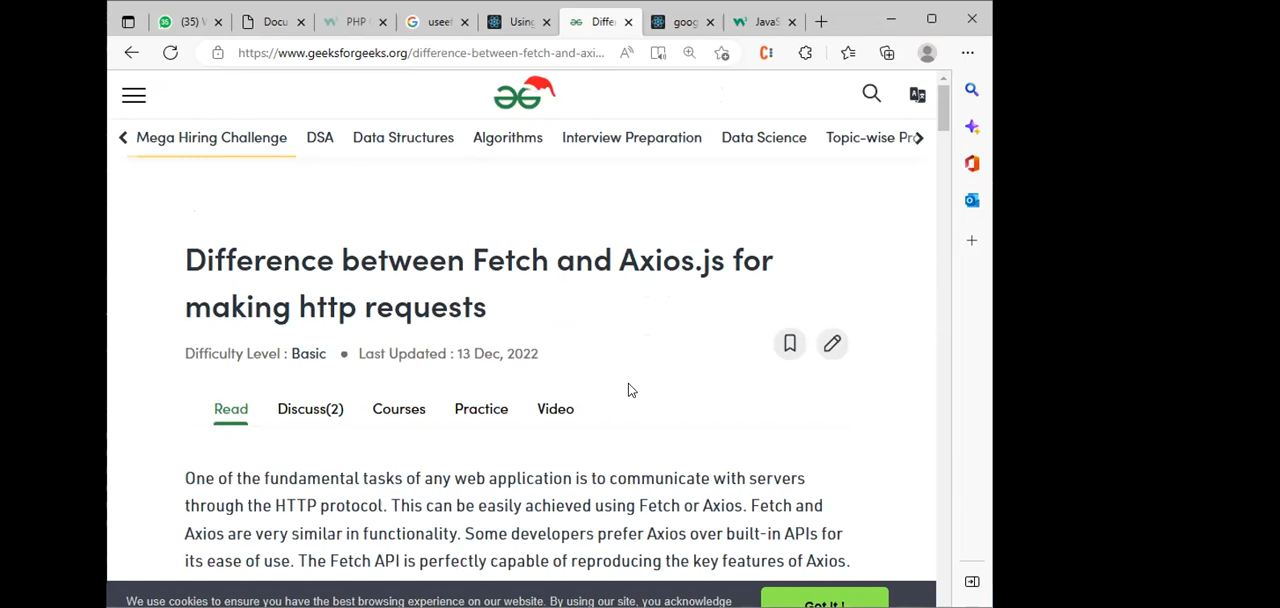 (35) W
Docu
PHP
useef
Using
Differ
goog
JavaS
https://www.geeksforgeeks.org/difference-between-fetch-and-axi...
Mega Hiring Challenge DSA Data Structures Algorithms Interview Preparation Data Science Topic-wise Pr
Difference between Fetch and Axios.js for
making http requests
Difficulty Level : Basic ● Last Updated : 13 Dec, 2022
Read Discuss(2) Courses Practice Video
One of the fundamental tasks of any web application is to communicate with servers
through the HTTP protocol. This can be easily achieved using Fetch or Axios. Fetch and
Axios are very similar in functionality. Some developers prefer Axios over built-in APIs for
its ease of use. The Fetch API is perfectly capable of reproducing the key features of Axios.
We use cookies to ensure you have the best browsing experience on our website. By using our site, you acknowledge
Got It !